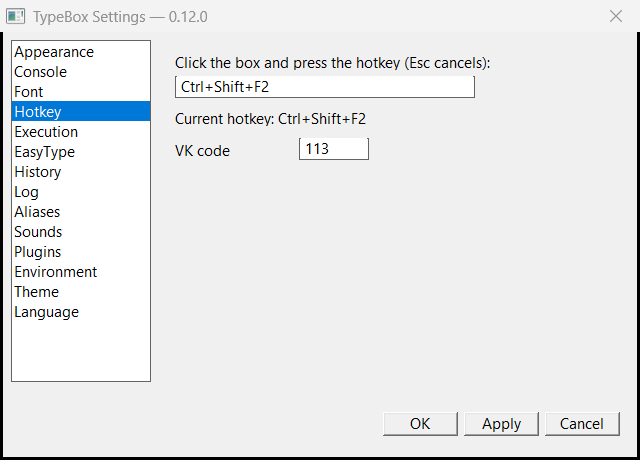 TypeBox Settings — 0.12.0
Appearance
Console
Font
Hotkey
Execution
EasyType
History
Log
Aliases
Sounds
Plugins
Environment
Theme
Language
Click the box and press the hotkey (Esc cancels):
Ctrl+Shift+F2
Current hotkey: Ctrl+Shift+F2
VK code 113
OK Apply Cancel